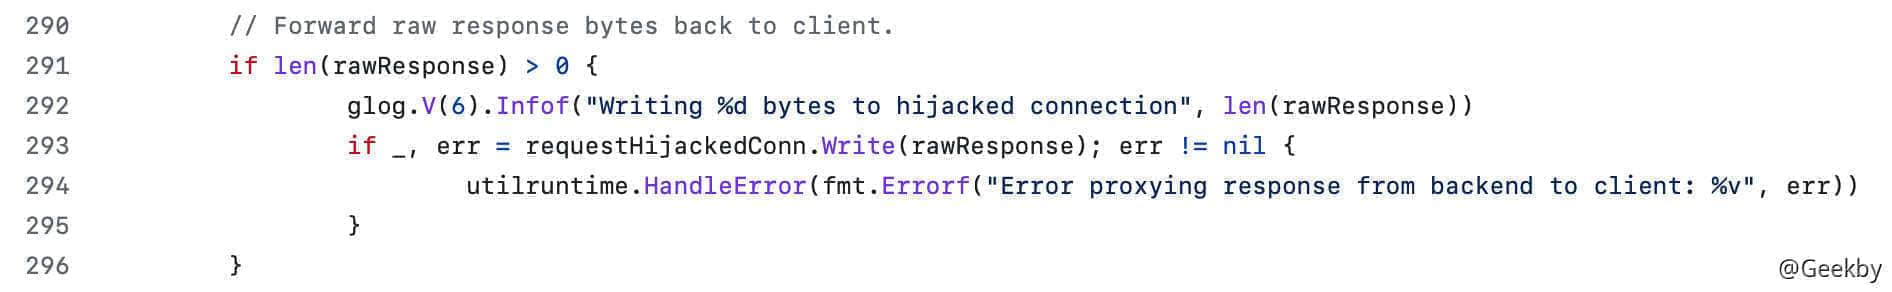 290 // Forward raw response bytes back to client.
291 if len(rawResponse) > 0 {
292 glog.V(6).Infof("Writing %d bytes to hijacked connection", len(rawResponse))
293 if _, err = requestHijackedConn.Write(rawResponse); err != nil {
294 utilruntime.HandleError(fmt.Errorf("Error proxying response from backend to client: %v", err))
295 }
296 }
@Geekby